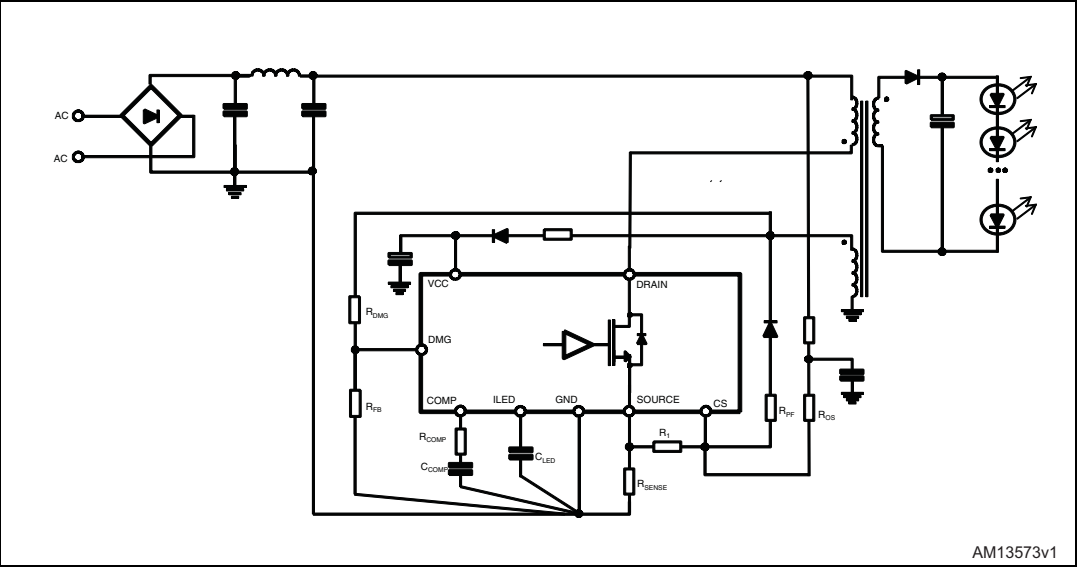 AC
AC
VCC
DRAIN
R_DMG
DMG
COMP
ILED
GND
SOURCE
CS
R_FB
R_PF
R_OS
R_COMP
R_1
C_COMP
C_LED
R_SENSE
AM13573v1